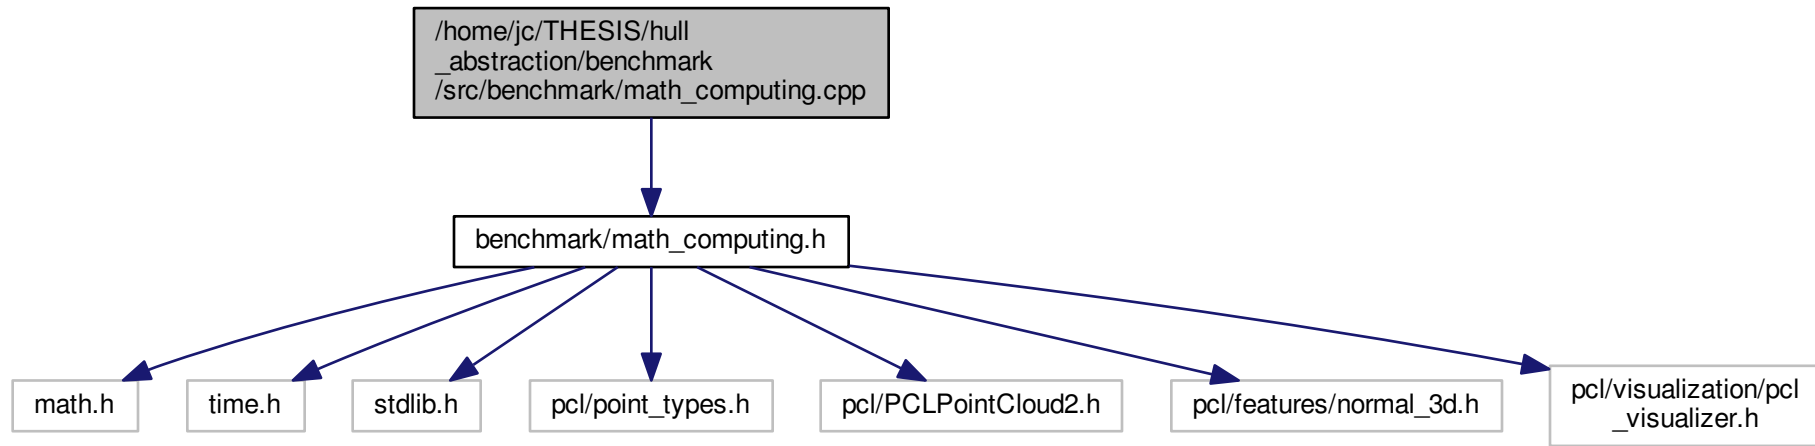 /home/jc/THESIS/hull
_abstraction/benchmark
/src/benchmark/math_computing.cpp
benchmark/math_computing.h
math.h
time.h
stdlib.h
pcl/point_types.h
pcl/PCLPointCloud2.h
pcl/features/normal_3d.h
pcl/visualization/pcl
_visualizer.h